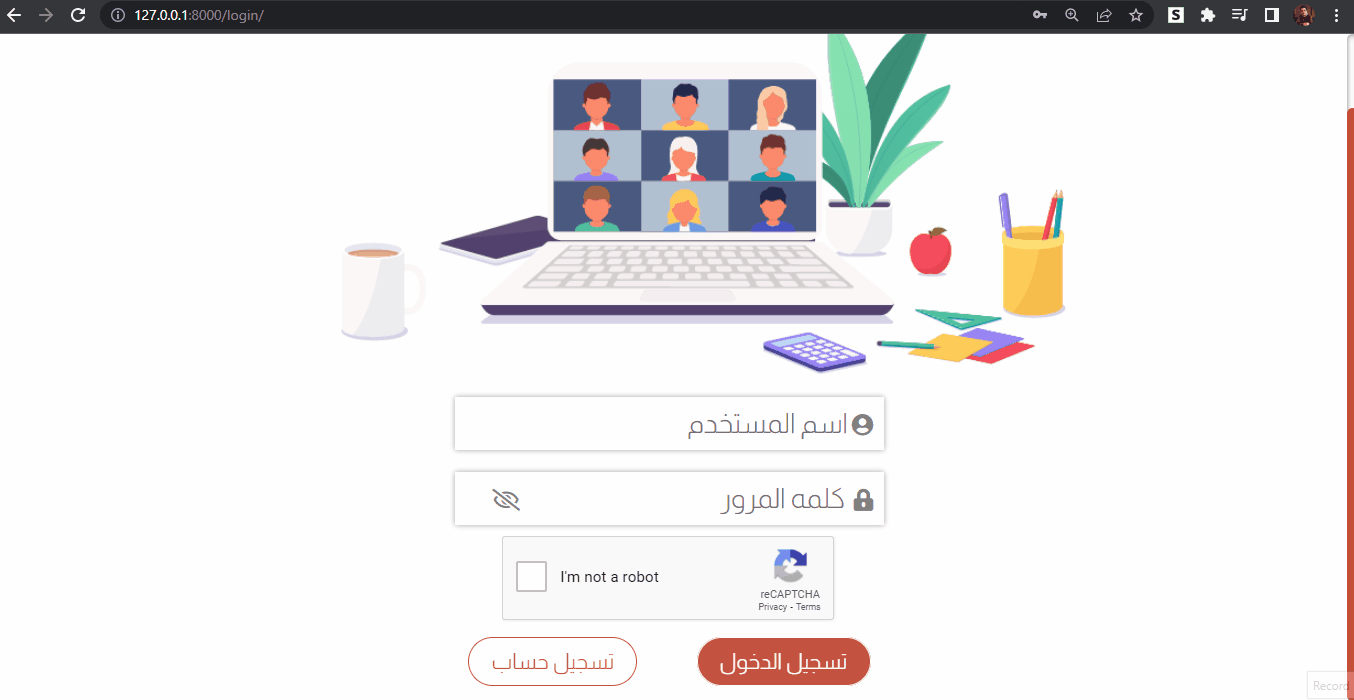 127.0.0.1:8000/login/
S
اسم المستخدم
كلمه المرور
I'm not a robot
reCAPTCHA
Privacy - Terms
تسجيل الدخول
تسجيل حساب
Record